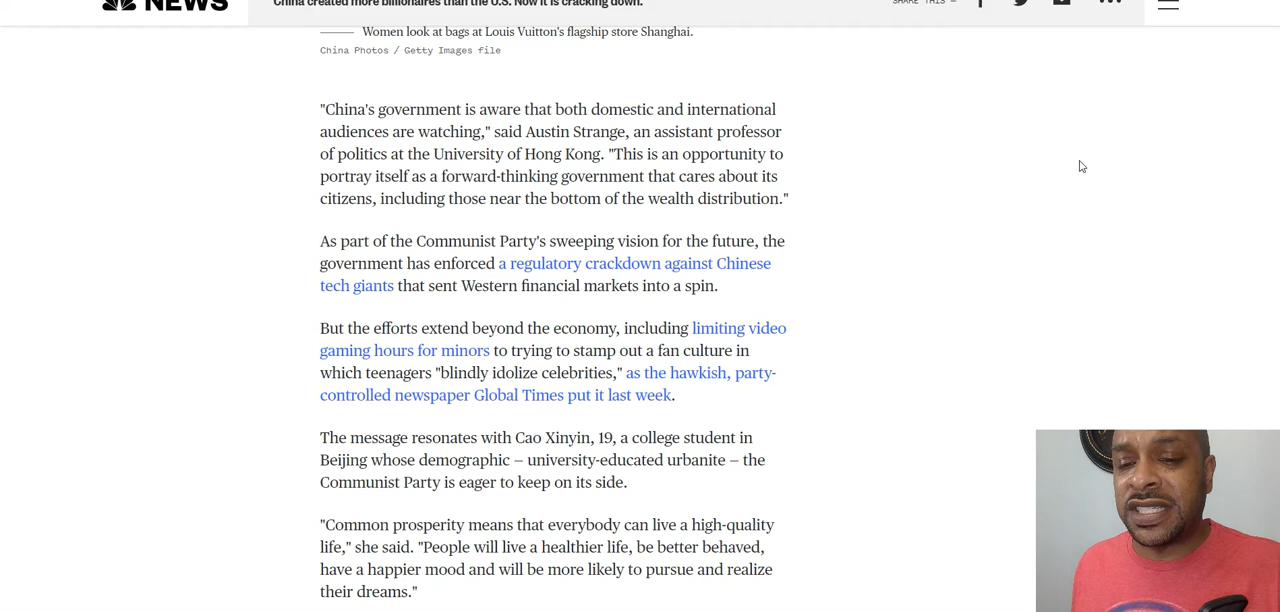 NEWS
China created more billionaires than the U.S. Now it is cracking down.
SHARE THIS —
Women look at bags at Louis Vuitton's flagship store Shanghai.
China Photos / Getty Images file
"China's government is aware that both domestic and international
audiences are watching," said Austin Strange, an assistant professor
of politics at the University of Hong Kong. "This is an opportunity to
portray itself as a forward-thinking government that cares about its
citizens, including those near the bottom of the wealth distribution."
As part of the Communist Party's sweeping vision for the future, the
government has enforced a regulatory crackdown against Chinese
tech giants that sent Western financial markets into a spin.
But the efforts extend beyond the economy, including limiting video
gaming hours for minors to trying to stamp out a fan culture in
which teenagers "blindly idolize celebrities," as the hawkish, party-
controlled newspaper Global Times put it last week.
The message resonates with Cao Xinyin, 19, a college student in
Beijing whose demographic — university-educated urbanite — the
Communist Party is eager to keep on its side.
"Common prosperity means that everybody can live a high-quality
life," she said. "People will live a healthier life, be better behaved,
have a happier mood and will be more likely to pursue and realize
their dreams."